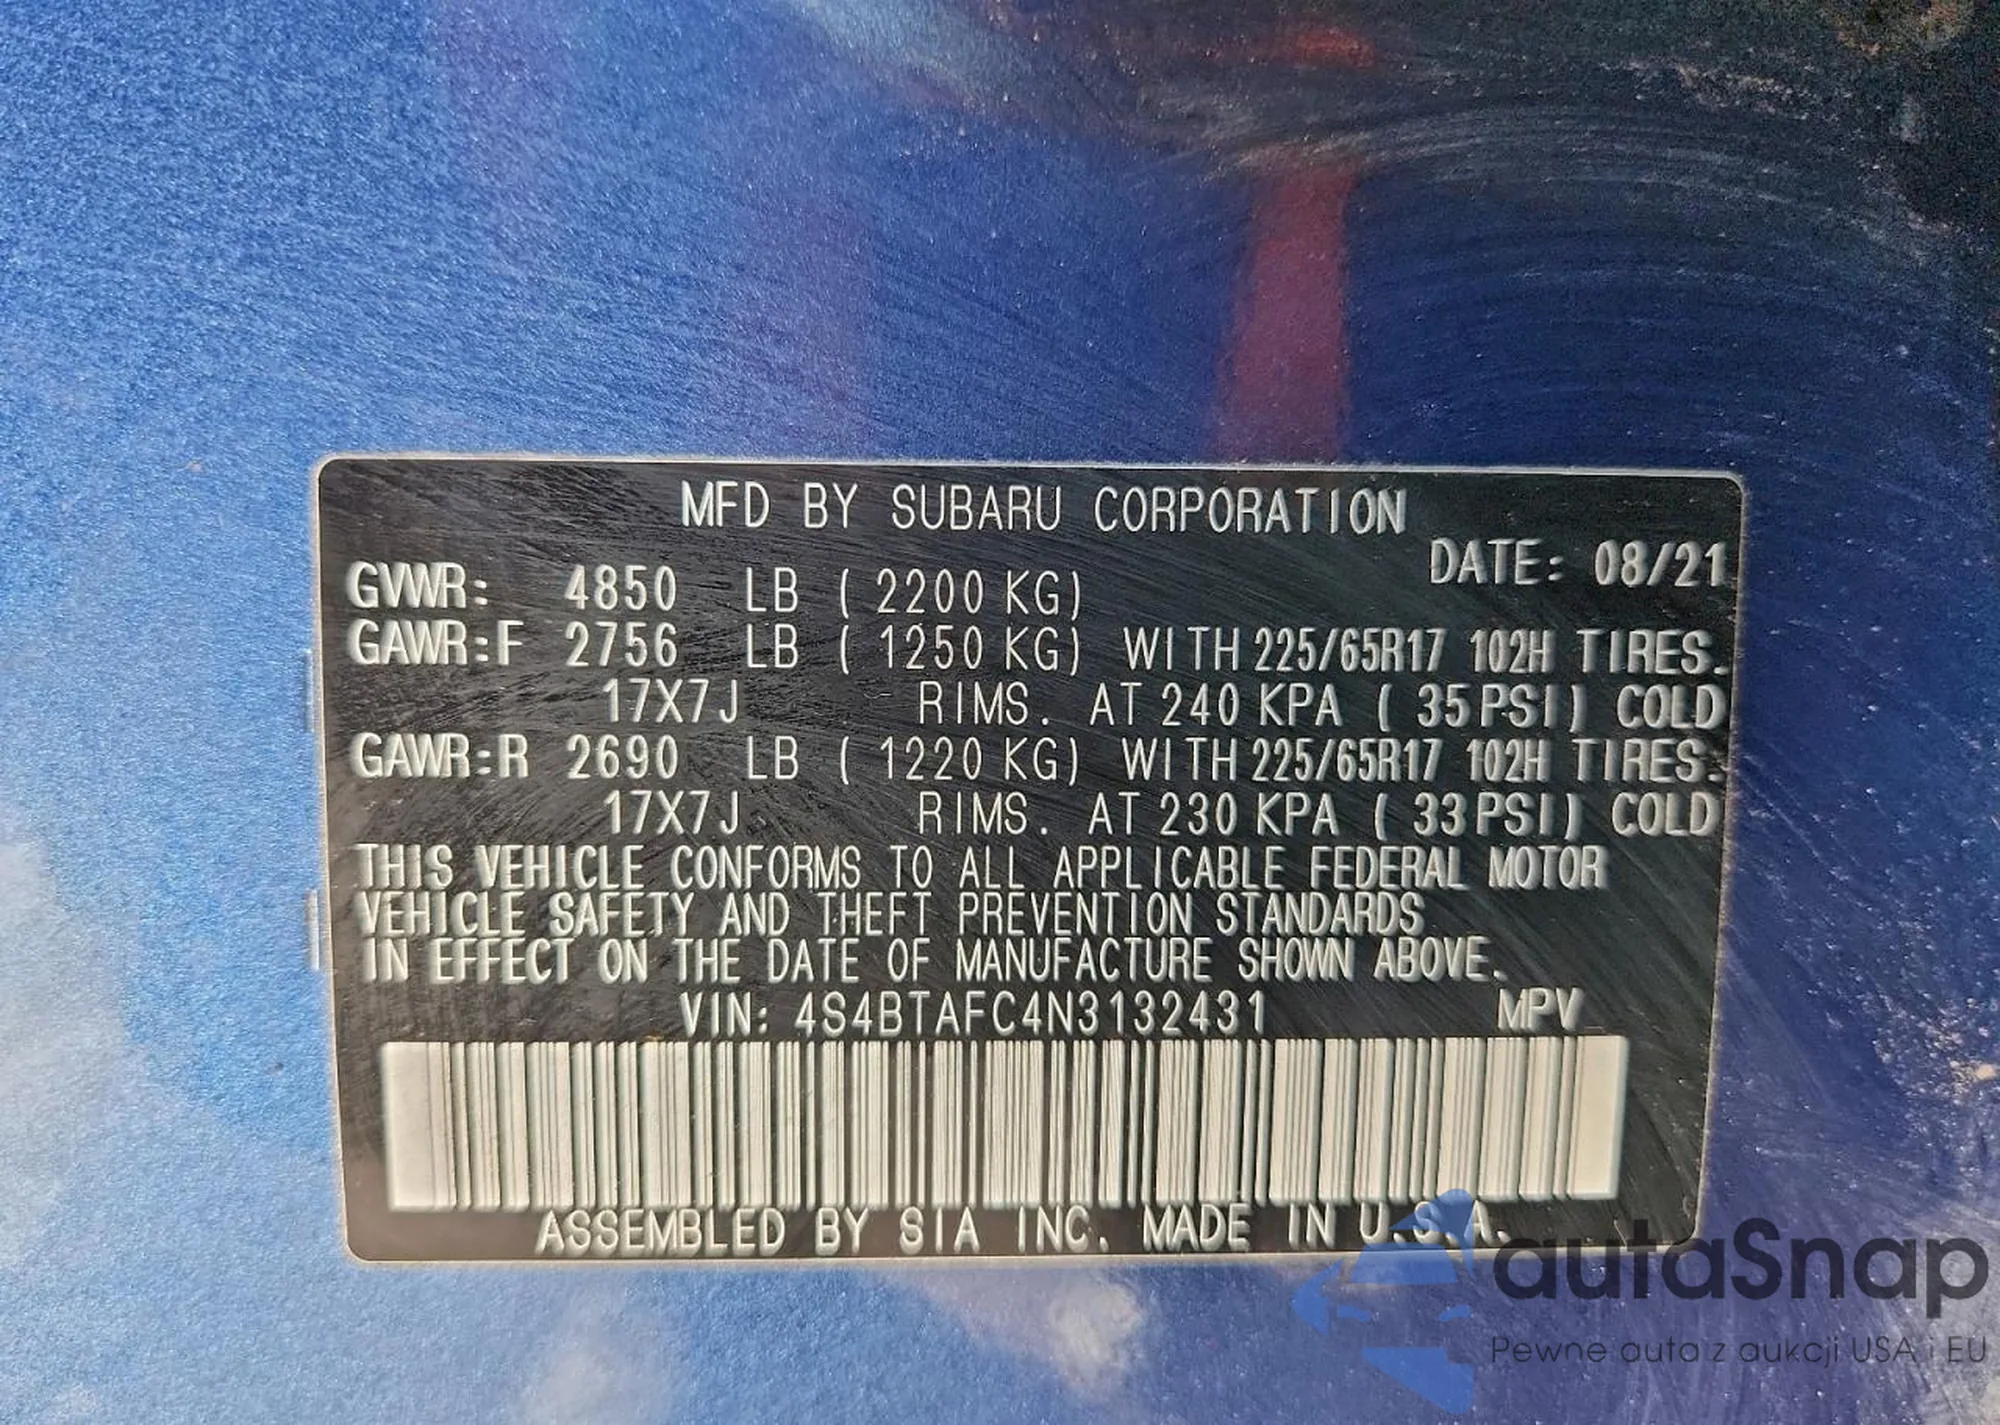 MFD BY SUBARU CORPORATION
DATE: 08/21
GVWR: 4850 LB ( 2200 KG)
GAWR:F 2756 LB ( 1250 KG) WITH 225/65R17 102H TIRES.
17X7J RIMS. AT 240 KPA ( 35 PSI) COLD
GAWR:R 2690 LB ( 1220 KG) WITH 225/65R17 102H TIRES.
17X7J RIMS. AT 230 KPA ( 33 PSI) COLD
THIS VEHICLE CONFORMS TO ALL APPLICABLE FEDERAL MOTOR
VEHICLE SAFETY AND THEFT PREVENTION STANDARDS
IN EFFECT ON THE DATE OF MANUFACTURE SHOWN ABOVE.
VIN: 4S4BTAFC4N3132431 MPV
ASSEMBLED BY SIA INC. MADE IN U.S.A.
autaSnap
Pewne auta z aukcji USA i EU